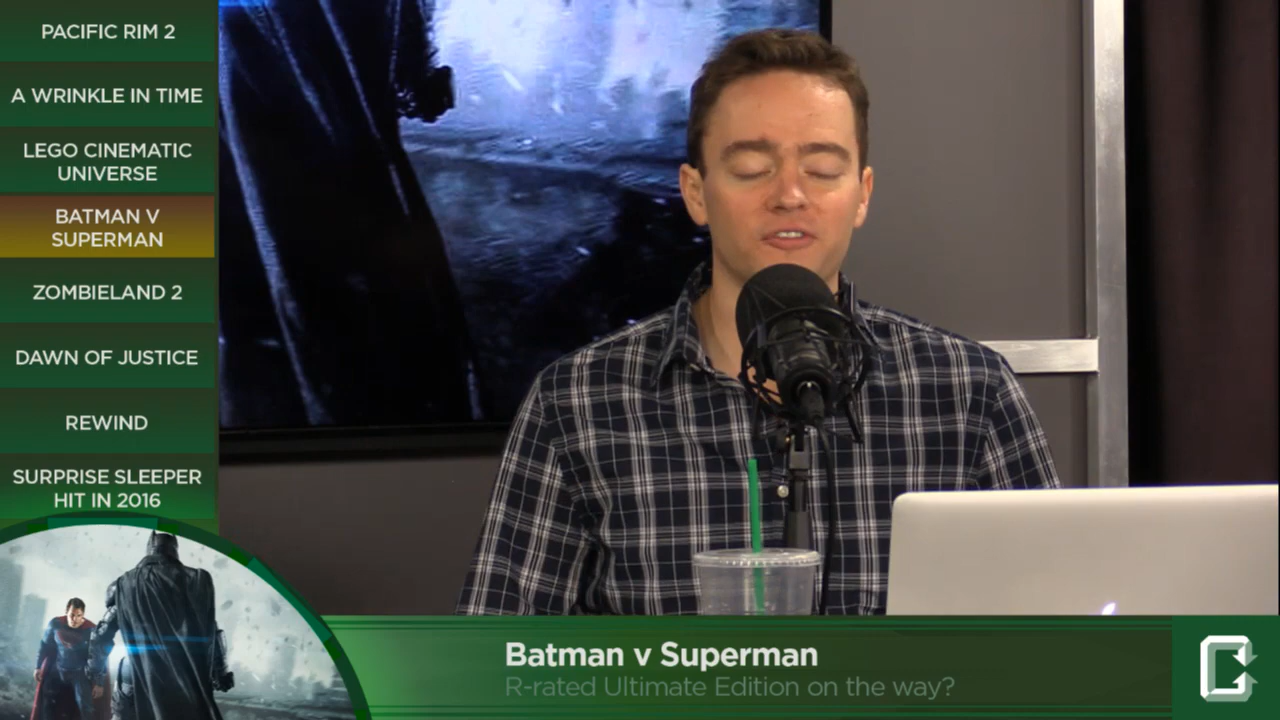 PACIFIC RIM 2
A WRINKLE IN TIME
LEGO CINEMATIC
UNIVERSE
BATMAN V
SUPERMAN
ZOMBIELAND 2
DAWN OF JUSTICE
REWIND
SURPRISE SLEEPER
HIT IN 2016
Batman v Superman
R-rated Ultimate Edition on the way?